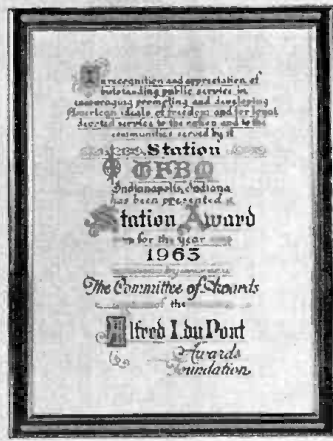 In recognition and appreciation of
outstanding public service in
encouraging promoting and developing
American ideals of freedom and for loyal
devoted service to the nation and to the
communities served by it
Station
WFBM
Indianapolis, Indiana
has been presented a
Station Award
for the year
1963
The Committee of Awards
of the
Alfred I. du Pont
Awards
Foundation